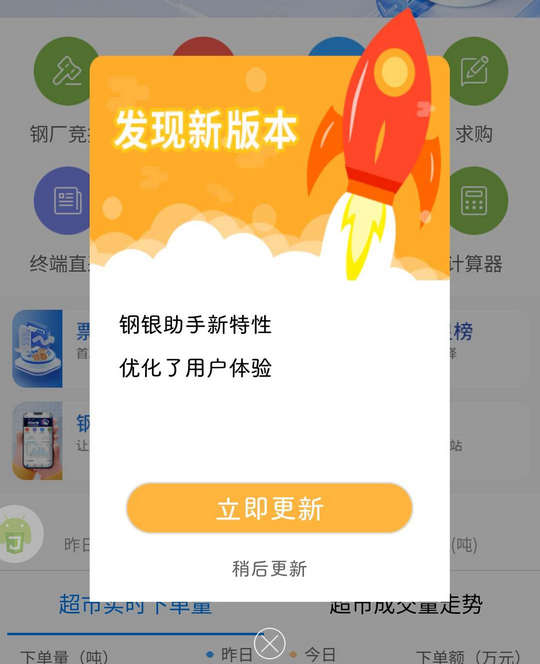 发现新版本
钢厂竞
求购
终端直
计算器
钢银助手新特性
优化了用户体验
票
榜
首
钢
让
站
立即更新
稍后更新
昨日
(吨)
超市实时下单量
超市成交量走势
下单量（吨）
昨日
今日
下单额（万元）